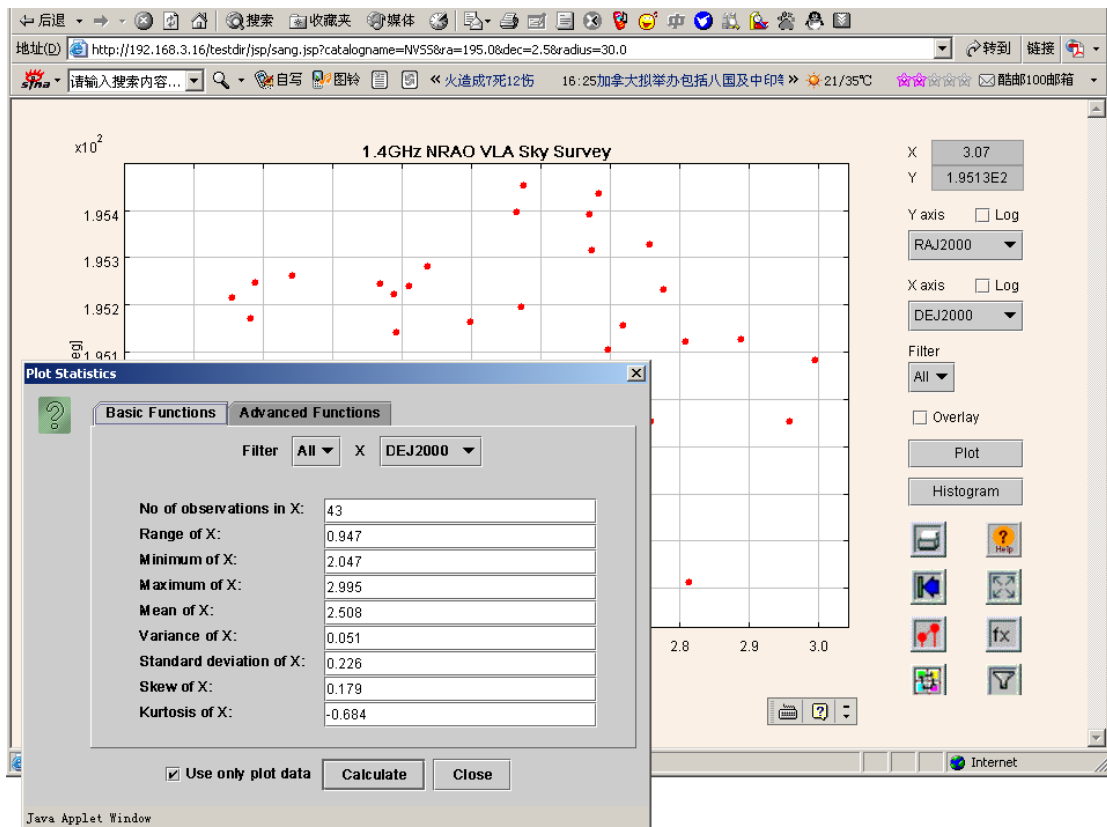 后退 搜索 收藏夹 媒体
地址(D) http://192.168.3.16/testdir/jsp/sang.jsp?catalogname=NVSS&ra=195.0&dec=2.5&radius=30.0 转到 链接
sina 请输入搜索内容... 自写 图铃 « 火造成7死12伤 16:25加拿大拟举办包括八国及中印等 » 21/35℃ 酷邮100邮箱
x10^2
1.4GHz NRAO VLA Sky Survey
1.954
1.953
1.952
1.951
eg]
2.8 2.9 3.0
X 3.07
Y 1.9513E2
Y axis Log
RAJ2000
X axis Log
DEJ2000
Filter
All
Overlay
Plot
Histogram
?
Help
fx
Plot Statistics
?
Basic Functions Advanced Functions
Filter All X DEJ2000
No of observations in X: 43
Range of X: 0.947
Minimum of X: 2.047
Maximum of X: 2.995
Mean of X: 2.508
Variance of X: 0.051
Standard deviation of X: 0.226
Skew of X: 0.179
Kurtosis of X: -0.684
Use only plot data Calculate Close
Java Applet Window
Internet